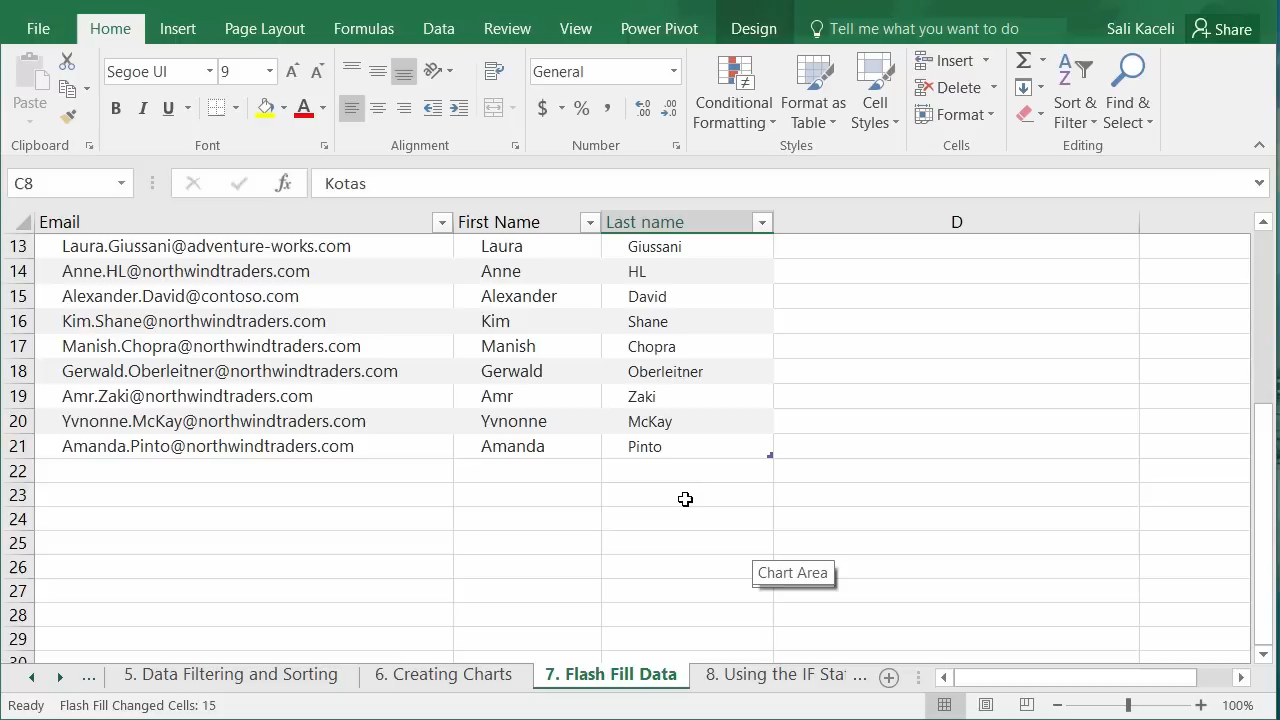 File Home Insert Page Layout Formulas Data Review View Power Pivot Design Tell me what you want to do Sali Kaceli Share
Paste
Clipboard
Segoe UI 9
B I U A
Font
Alignment
General
$ % ,
Number
Conditional Formatting
Format as Table
Cell Styles
Styles
Insert
Delete
Format
Cells
Sort & Filter
Find & Select
Editing
C8 fx Kotas
Email First Name Last name D
13 Laura.Giussani@adventure-works.com Laura Giussani
14 Anne.HL@northwindtraders.com Anne HL
15 Alexander.David@contoso.com Alexander David
16 Kim.Shane@northwindtraders.com Kim Shane
17 Manish.Chopra@northwindtraders.com Manish Chopra
18 Gerwald.Oberleitner@northwindtraders.com Gerwald Oberleitner
19 Amr.Zaki@northwindtraders.com Amr Zaki
20 Yvnonne.McKay@northwindtraders.com Yvnonne McKay
21 Amanda.Pinto@northwindtraders.com Amanda Pinto
22
23
24
25
26
Chart Area
27
28
29
30
... 5. Data Filtering and Sorting 6. Creating Charts 7. Flash Fill Data 8. Using the IF Sta ...
Ready Flash Fill Changed Cells: 15 100%